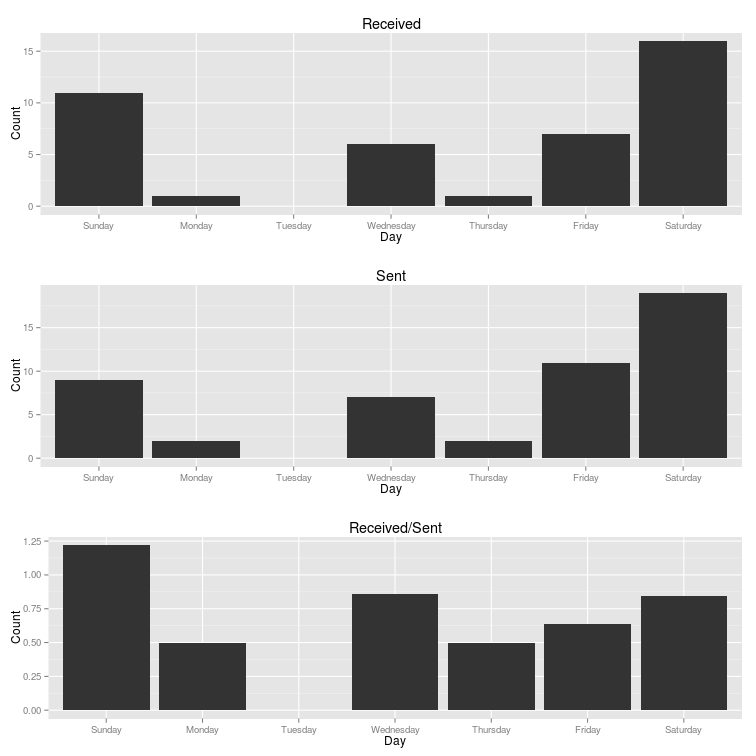 Received
15
10
5
0
Count
Sunday Monday Tuesday Wednesday Thursday Friday Saturday
Day
Sent
15
10
5
0
Count
Sunday Monday Tuesday Wednesday Thursday Friday Saturday
Day
Received/Sent
1.25
1.00
0.75
0.50
0.25
0.00
Count
Sunday Monday Tuesday Wednesday Thursday Friday Saturday
Day